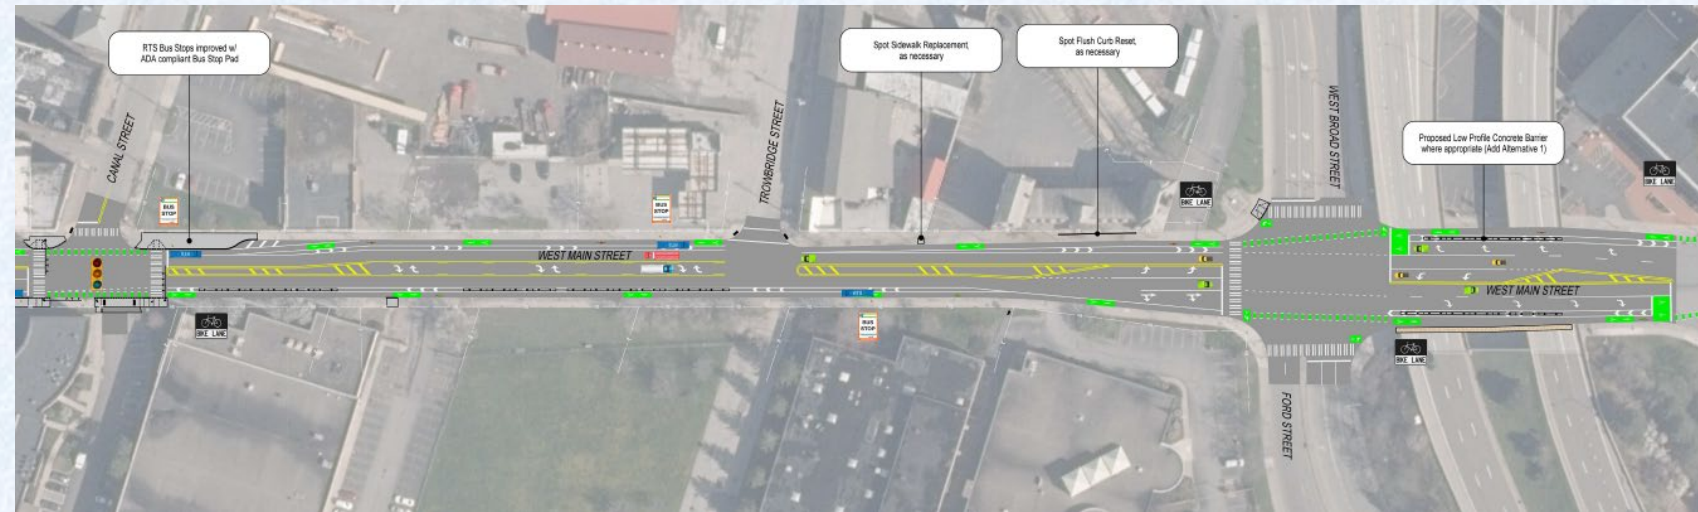 RTS Bus Stops improved w/
ADA compliant Bus Stop Pad
Spot Sidewalk Replacement,
as necessary
Spot Flush Curb Reset,
as necessary
Proposed Low Profile Concrete Barrier
where appropriate (Add Alternative 1)
CANAL STREET
TROWBRIDGE STREET
WEST BROAD STREET
BUS
STOP
BUS
STOP
BIKE LANE
BIKE LANE
WEST MAIN STREET
WEST MAIN STREET
BIKE LANE
BUS
STOP
BIKE LANE
FORD STREET